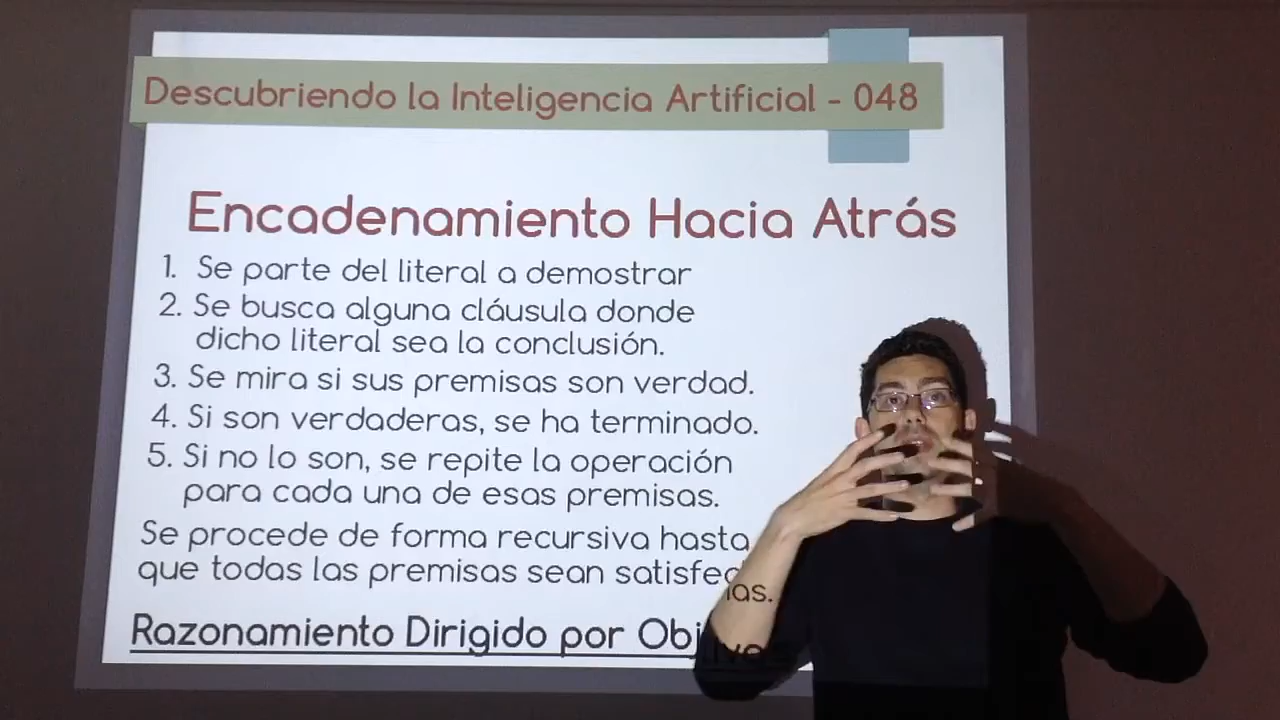 Descubriendo la Inteligencia Artificial - 048
Encadenamiento Hacia Atrás
1. Se parte del literal a demostrar
2. Se busca alguna cláusula donde
dicho literal sea la conclusión.
3. Se mira si sus premisas son verdad.
4. Si son verdaderas, se ha terminado.
5. Si no lo son, se repite la operación
para cada una de esas premisas.
Se procede de forma recursiva hasta
que todas las premisas sean satisfechas.
Razonamiento Dirigido por Objetivos